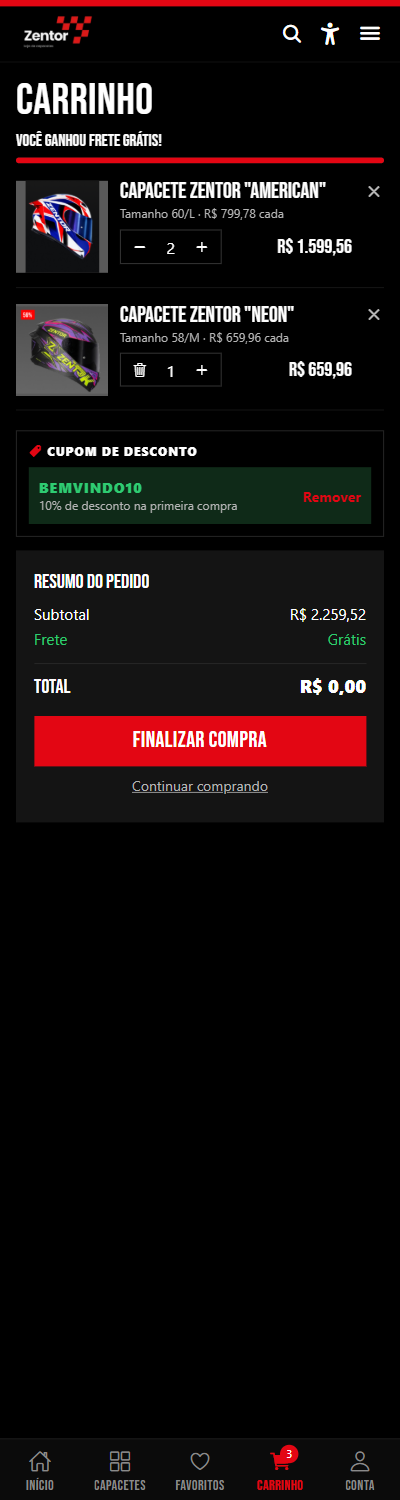 Zentor
CARRINHO
VOCÊ GANHOU FRETE GRÁTIS!
CAPACETE ZENTOR "AMERICAN"
Tamanho 60/L · R$ 799,78 cada
2
R$ 1.599,56
58%
CAPACETE ZENTOR "NEON"
Tamanho 58/M · R$ 659,96 cada
1
R$ 659,96
CUPOM DE DESCONTO
BEMVINDO10
10% de desconto na primeira compra
Remover
RESUMO DO PEDIDO
Subtotal R$ 2.259,52
Frete Grátis
TOTAL R$ 0,00
FINALIZAR COMPRA
Continuar comprando
3
INÍCIO CAPACETES FAVORITOS CARRINHO CONTA